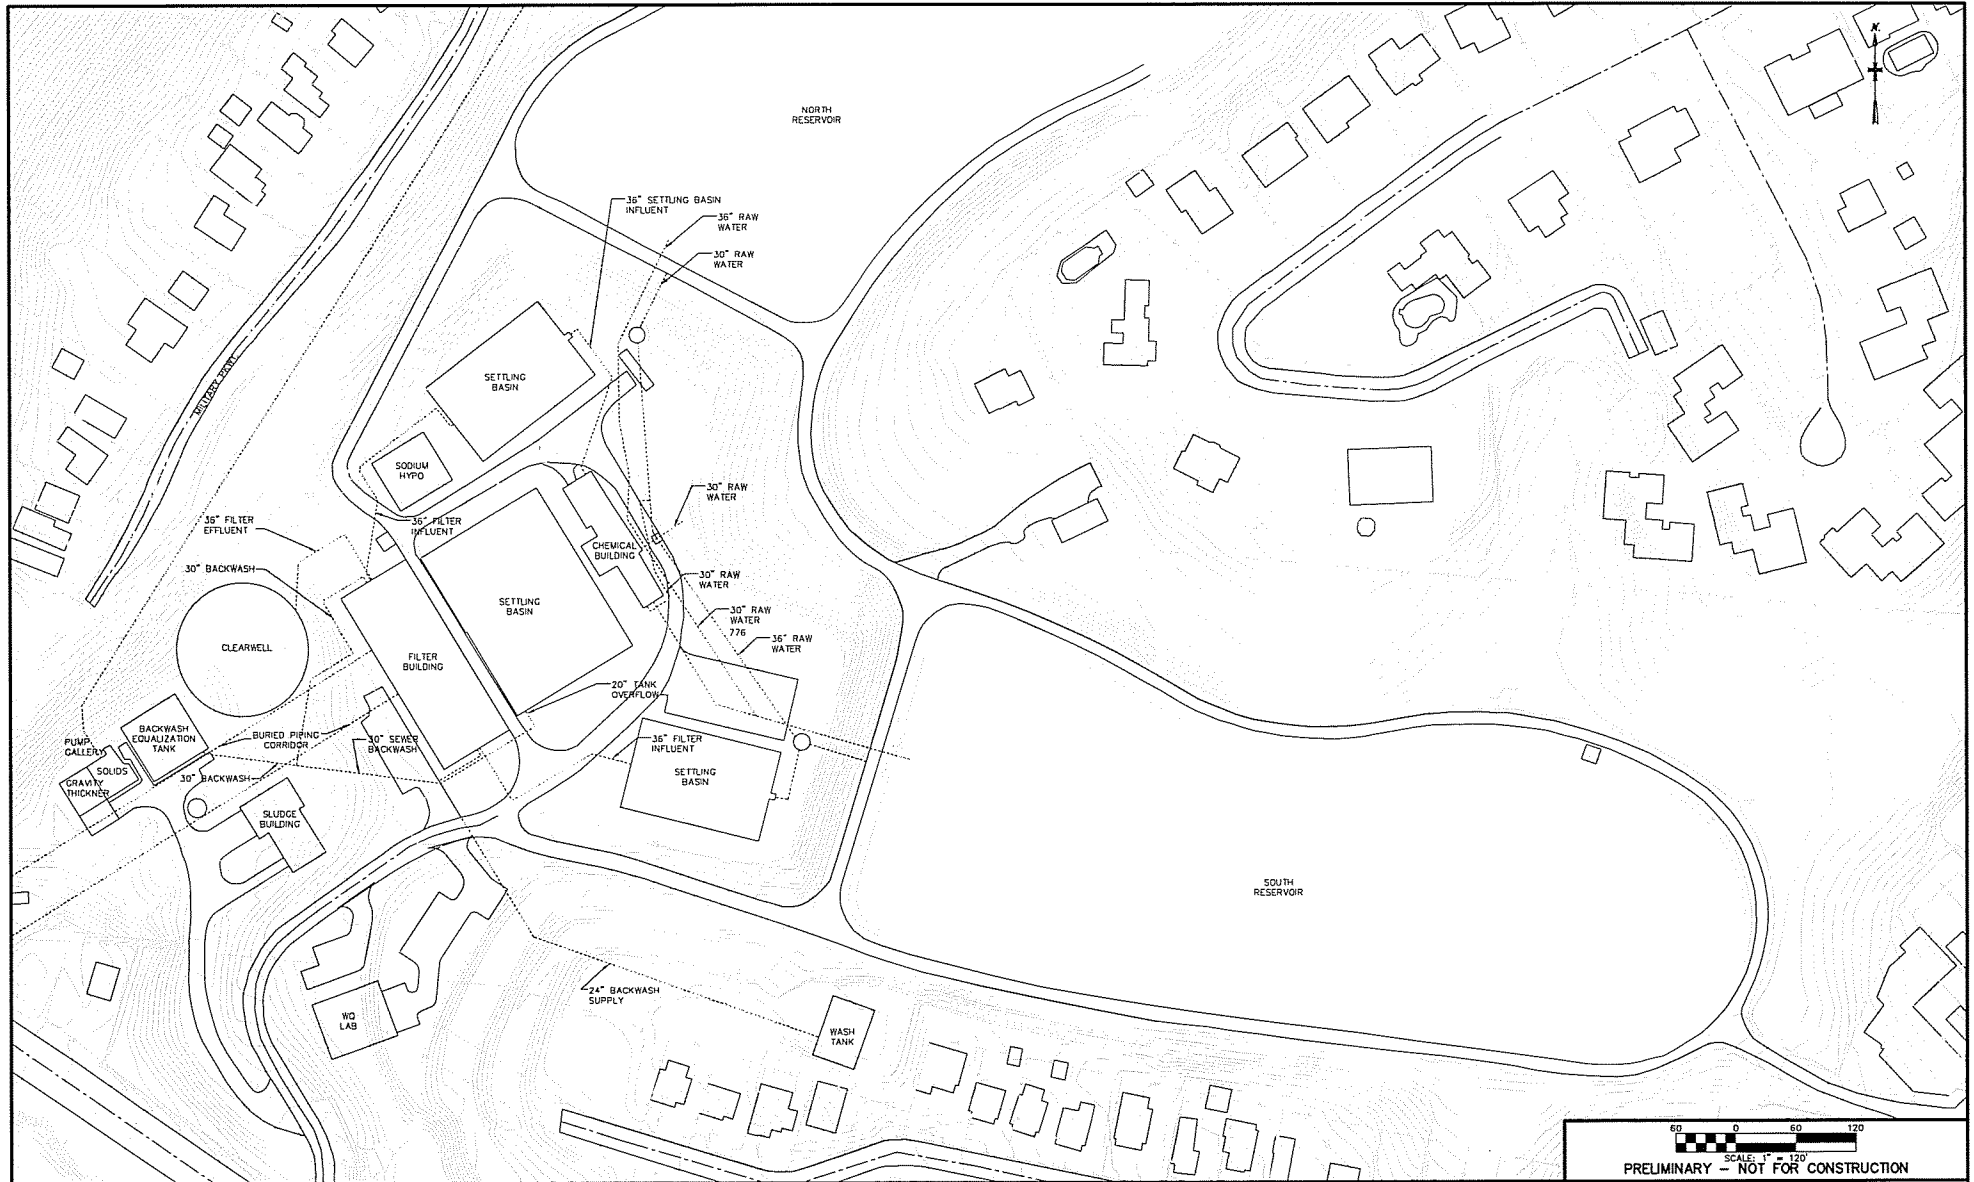 N
NORTH
RESERVOIR
36" SETTLING BASIN
INFLUENT
36" RAW
WATER
30" RAW
WATER
MILITARY PKWY.
SETTLING
BASIN
SODIUM
HYPO
30" RAW
WATER
36" FILTER
EFFLUENT
36" FILTER
INFLUENT
CHEMICAL
BUILDING
30" BACKWASH
30" RAW
WATER
SETTLING
BASIN
30" RAW
WATER
776
36" RAW
WATER
CLEARWELL
FILTER
BUILDING
20" TANK
OVERFLOW
BACKWASH
EQUALIZATION
TANK
BURIED PIPING
CORRIDOR
30" SEWER
BACKWASH
36" FILTER
INFLUENT
PUMP
GALLERY
SOLIDS
GRAVITY
THICKNER
30" BACKWASH
SETTLING
BASIN
SLUDGE
BUILDING
SOUTH
RESERVOIR
24" BACKWASH
SUPPLY
WQ
LAB
WASH
TANK
60 0 60 120
SCALE: 1" = 120'
PRELIMINARY - NOT FOR CONSTRUCTION